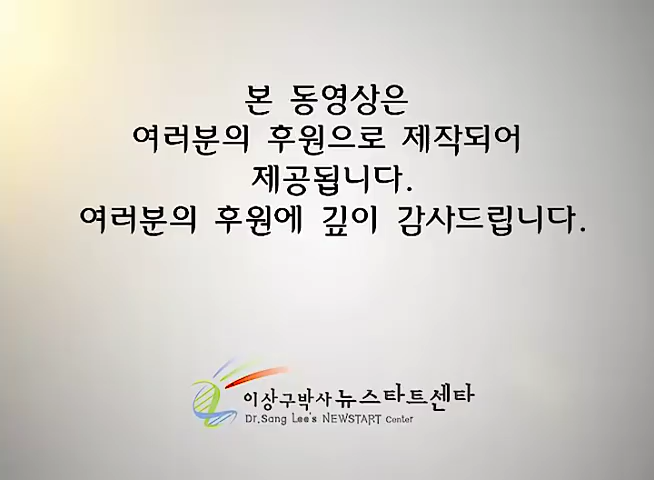 본 동영상은
여러분의 후원으로 제작되어
제공됩니다.
여러분의 후원에 깊이 감사드립니다.
이상구박사 뉴스타트센타
Dr.Sang Lee's NEWSTART Center